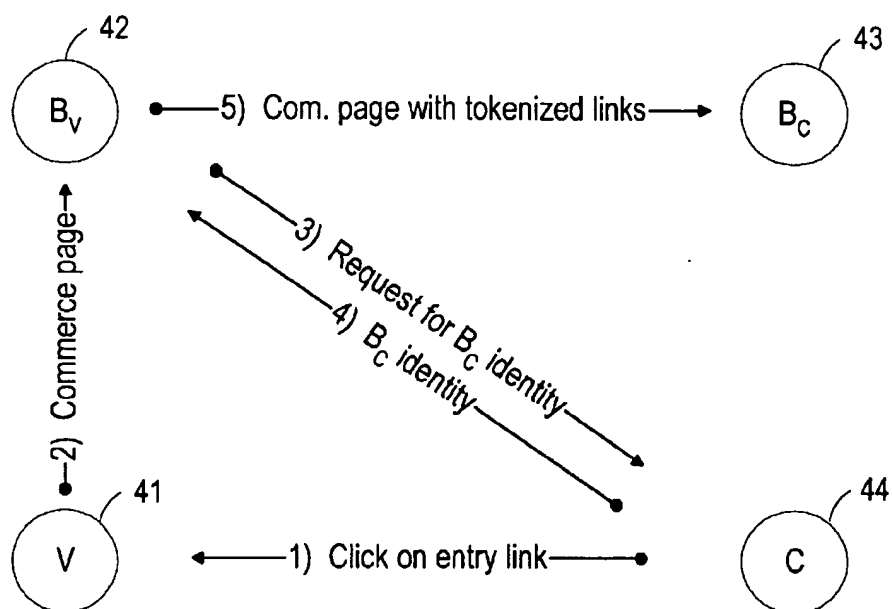 42
43
B_V
5) Com. page with tokenized links
B_C
3) Request for B_C identity
4) B_C identity
2) Commerce page
41
44
V
1) Click on entry link
C